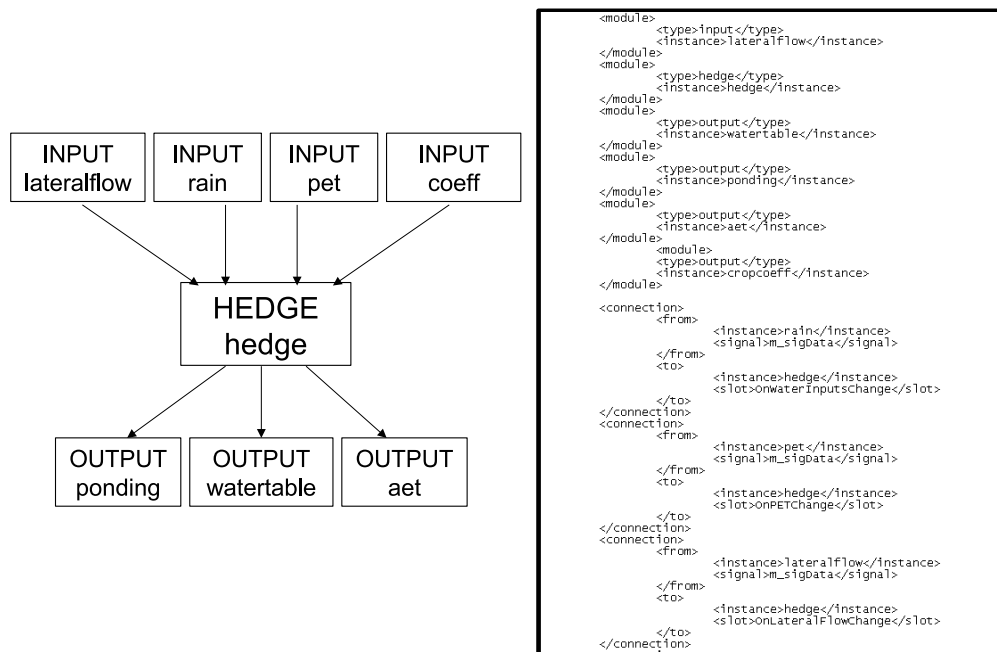 INPUT
lateralflow
INPUT
rain
INPUT
pet
INPUT
coeff
HEDGE
hedge
OUTPUT
ponding
OUTPUT
watertable
OUTPUT
aet
<module>
<type>input</type>
<instance>lateralflow</instance>
</module>
<module>
<type>hedge</type>
<instance>hedge</instance>
</module>
<module>
<type>output</type>
<instance>watertable</instance>
</module>
<module>
<type>output</type>
<instance>ponding</instance>
</module>
<module>
<type>output</type>
<instance>aet</instance>
</module>
<module>
<type>output</type>
<instance>cropcoeff</instance>
</module>
<connection>
<from>
<instance>rain</instance>
<signal>m_sigData</signal>
</from>
<to>
<instance>hedge</instance>
<slot>OnWaterInputsChange</slot>
</to>
</connection>
<connection>
<from>
<instance>pet</instance>
<signal>m_sigData</signal>
</from>
<to>
<instance>hedge</instance>
<slot>OnPETChange</slot>
</to>
</connection>
<connection>
<from>
<instance>lateralflow</instance>
<signal>m_sigData</signal>
</from>
<to>
<instance>hedge</instance>
<slot>OnLateralFlowChange</slot>
</to>
</connection>